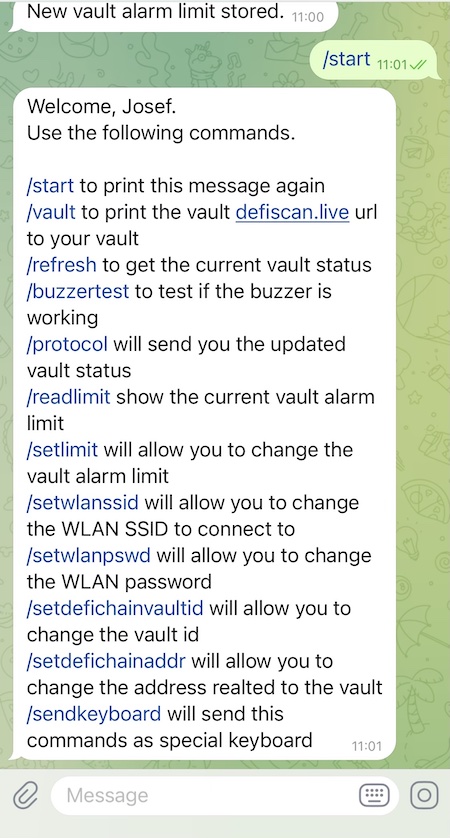 New vault alarm limit stored. 11:00
/start 11:01
Welcome, Josef.
Use the following commands.
/start to print this message again
/vault to print the vault defiscan.live url
to your vault
/refresh to get the current vault status
/buzzertest to test if the buzzer is
working
/protocol will send you the updated
vault status
/readlimit show the current vault alarm
limit
/setlimit will allow you to change the
vault alarm limit
/setwlanssid will allow you to change
the WLAN SSID to connect to
/setwlanpswd will allow you to change
the WLAN password
/setdefichainvaultid will allow you to
change the vault id
/setdefichainaddr will allow you to
change the address realted to the vault
/sendkeyboard will send this
commands as special keyboard 11:01
Message